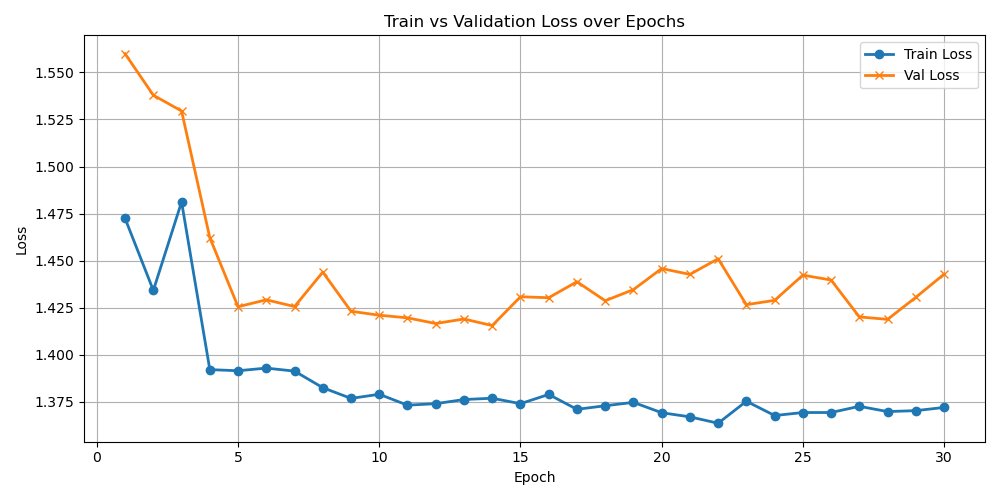 Train vs Validation Loss over Epochs
Train Loss
Val Loss
1.550
1.525
1.500
1.475
1.450
1.425
1.400
1.375
Loss
0 5 10 15 20 25 30
Epoch